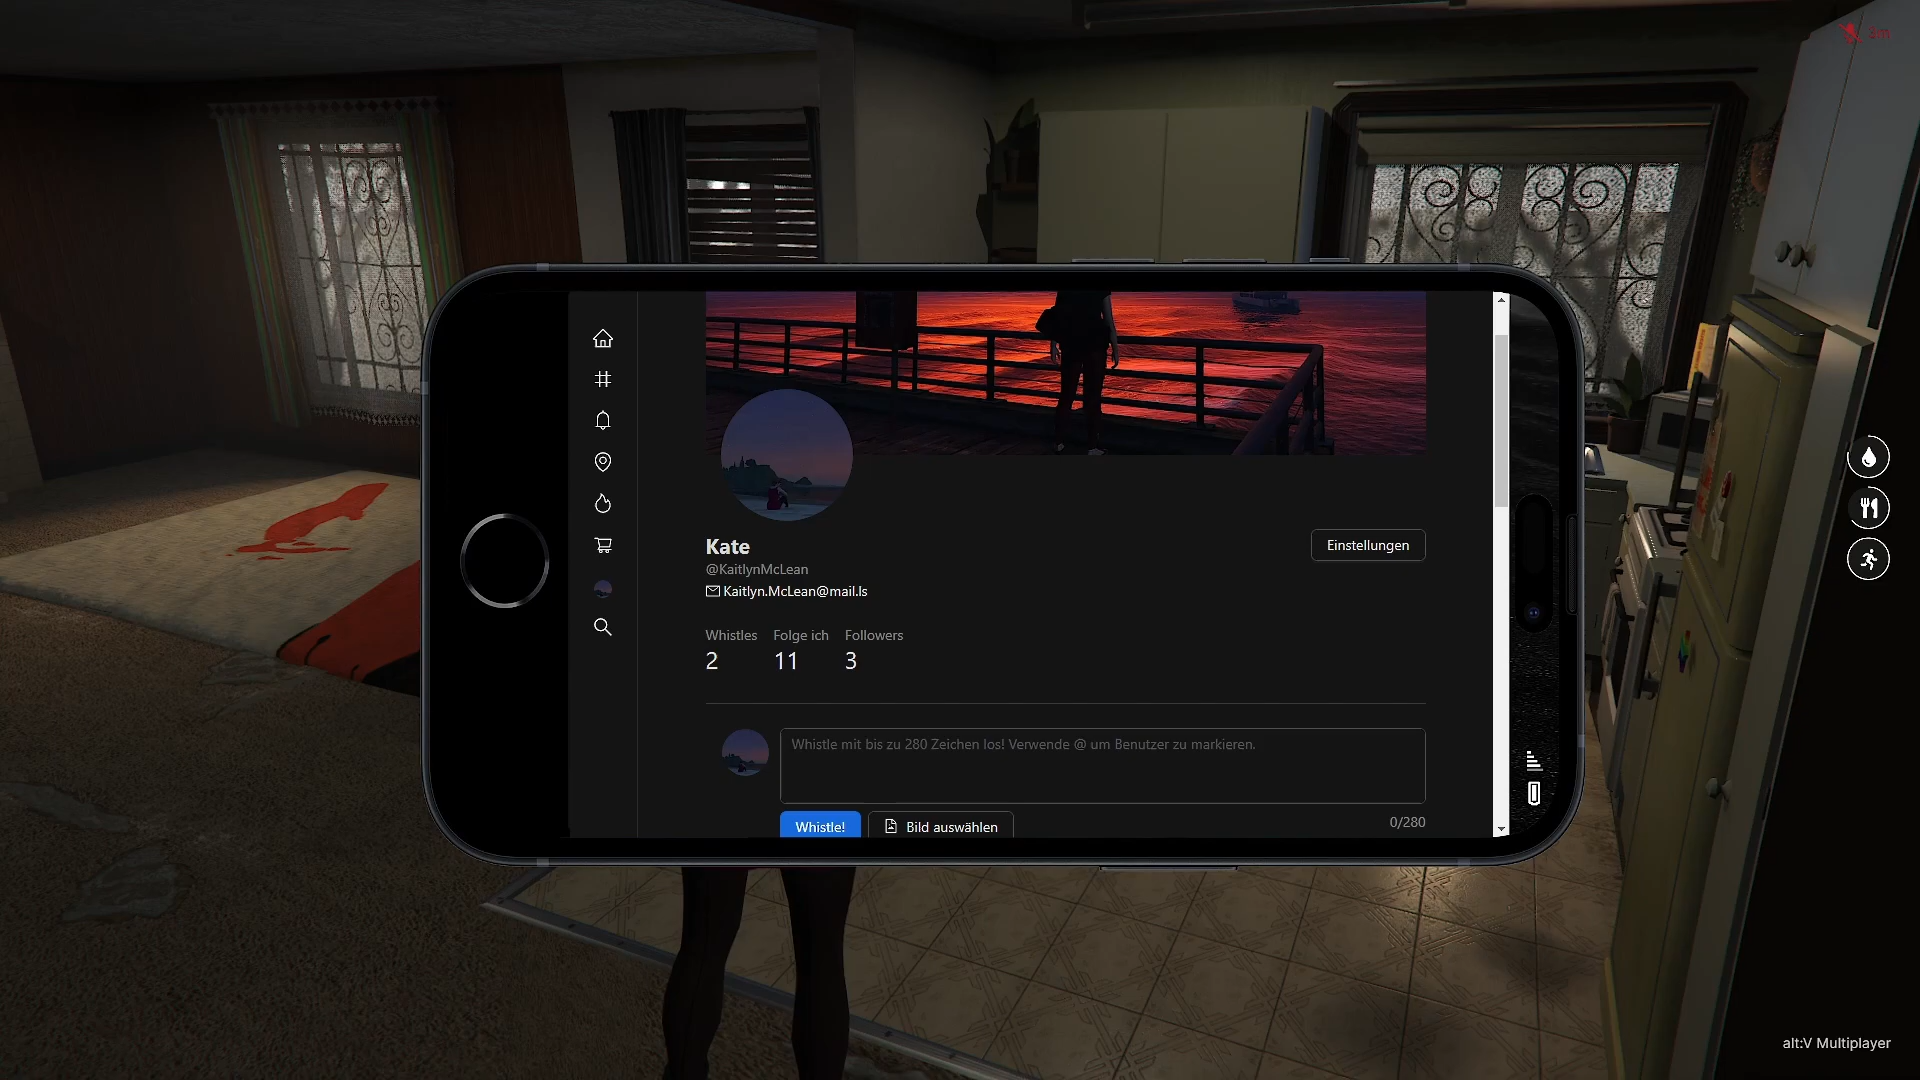 3m
Kate
Einstellungen
@KaitlynMcLean
Kaitlyn.McLean@mail.ls
Whistles Folge ich Followers
2 11 3
Whistle mit bis zu 280 Zeichen los! Verwende @ um Benutzer zu markieren.
Whistle! Bild auswählen 0/280
alt:V Multiplayer